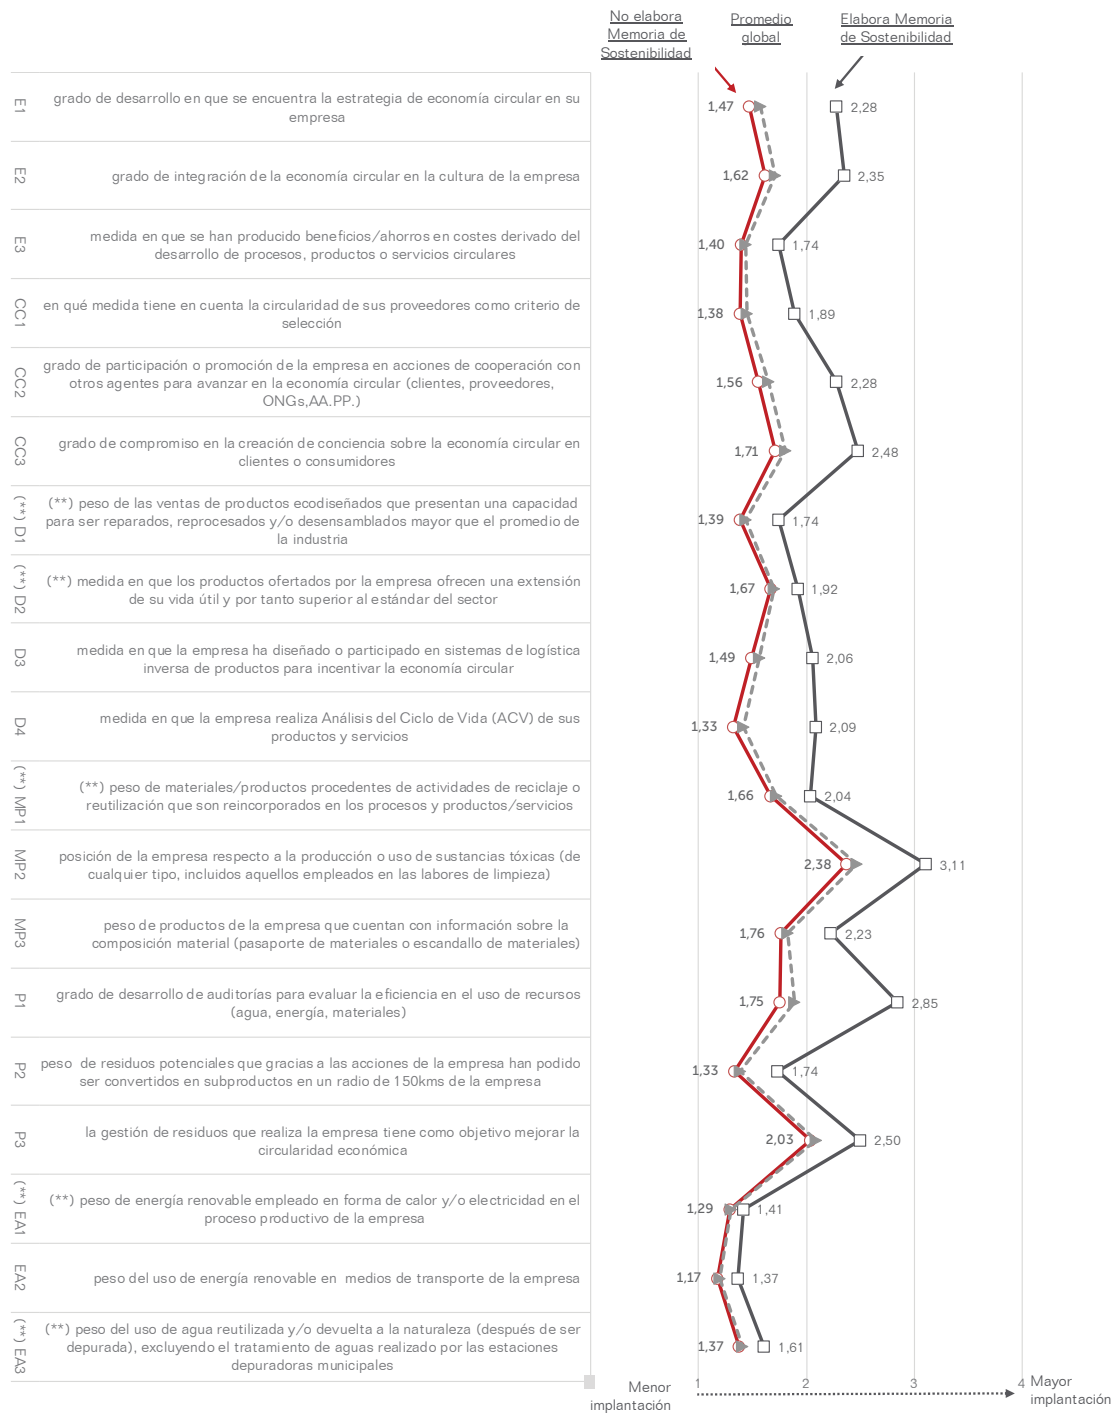 No elabora
Memoria de
Sostenibilidad
Promedio
global
Elabora Memoria
de Sostenibilidad
E1
grado de desarrollo en que se encuentra la estrategia de economía circular en su
empresa
1,47
2,28
E2
grado de integración de la economía circular en la cultura de la empresa
1,62
2,35
E3
medida en que se han producido beneficios/ahorros en costes derivado del
desarrollo de procesos, productos o servicios circulares
1,40
1,74
CC1
en qué medida tiene en cuenta la circularidad de sus proveedores como criterio de
selección
1,38
1,89
CC2
grado de participación o promoción de la empresa en acciones de cooperación con
otros agentes para avanzar en la economía circular (clientes, proveedores,
ONGs,AA.PP.)
1,56
2,28
CC3
grado de compromiso en la creación de conciencia sobre la economía circular en
clientes o consumidores
1,71
2,48
(**) D1
(**) peso de las ventas de productos ecodiseñados que presentan una capacidad
para ser reparados, reprocesados y/o desensamblados mayor que el promedio de
la industria
1,39
1,74
(**) D2
(**) medida en que los productos ofertados por la empresa ofrecen una extensión
de su vida útil y por tanto superior al estándar del sector
1,67
1,92
D3
medida en que la empresa ha diseñado o participado en sistemas de logística
inversa de productos para incentivar la economía circular
1,49
2,06
D4
medida en que la empresa realiza Análisis del Ciclo de Vida (ACV) de sus
productos y servicios
1,33
2,09
(**) MP1
(**) peso de materiales/productos procedentes de actividades de reciclaje o
reutilización que son reincorporados en los procesos y productos/servicios
1,66
2,04
MP2
posición de la empresa respecto a la producción o uso de sustancias tóxicas (de
cualquier tipo, incluidos aquellos empleados en las labores de limpieza)
2,38
3,11
MP3
peso de productos de la empresa que cuentan con información sobre la
composición material (pasaporte de materiales o escandallo de materiales)
1,76
2,23
P1
grado de desarrollo de auditorías para evaluar la eficiencia en el uso de recursos
(agua, energía, materiales)
1,75
2,85
P2
peso  de residuos potenciales que gracias a las acciones de la empresa han podido
ser convertidos en subproductos en un radio de 150kms de la empresa
1,33
1,74
P3
la gestión de residuos que realiza la empresa tiene como objetivo mejorar la
circularidad económica
2,03
2,50
(**) EA1
(**) peso de energía renovable empleado en forma de calor y/o electricidad en el
proceso productivo de la empresa
1,29
1,41
EA2
peso del uso de energía renovable en  medios de transporte de la empresa
1,17
1,37
(**) EA3
(**) peso del uso de agua reutilizada y/o devuelta a la naturaleza (después de ser
depurada), excluyendo el tratamiento de aguas realizado por las estaciones
depuradoras municipales
1,37
1,61
Menor
implantación
1
2
3
4
Mayor
implantación